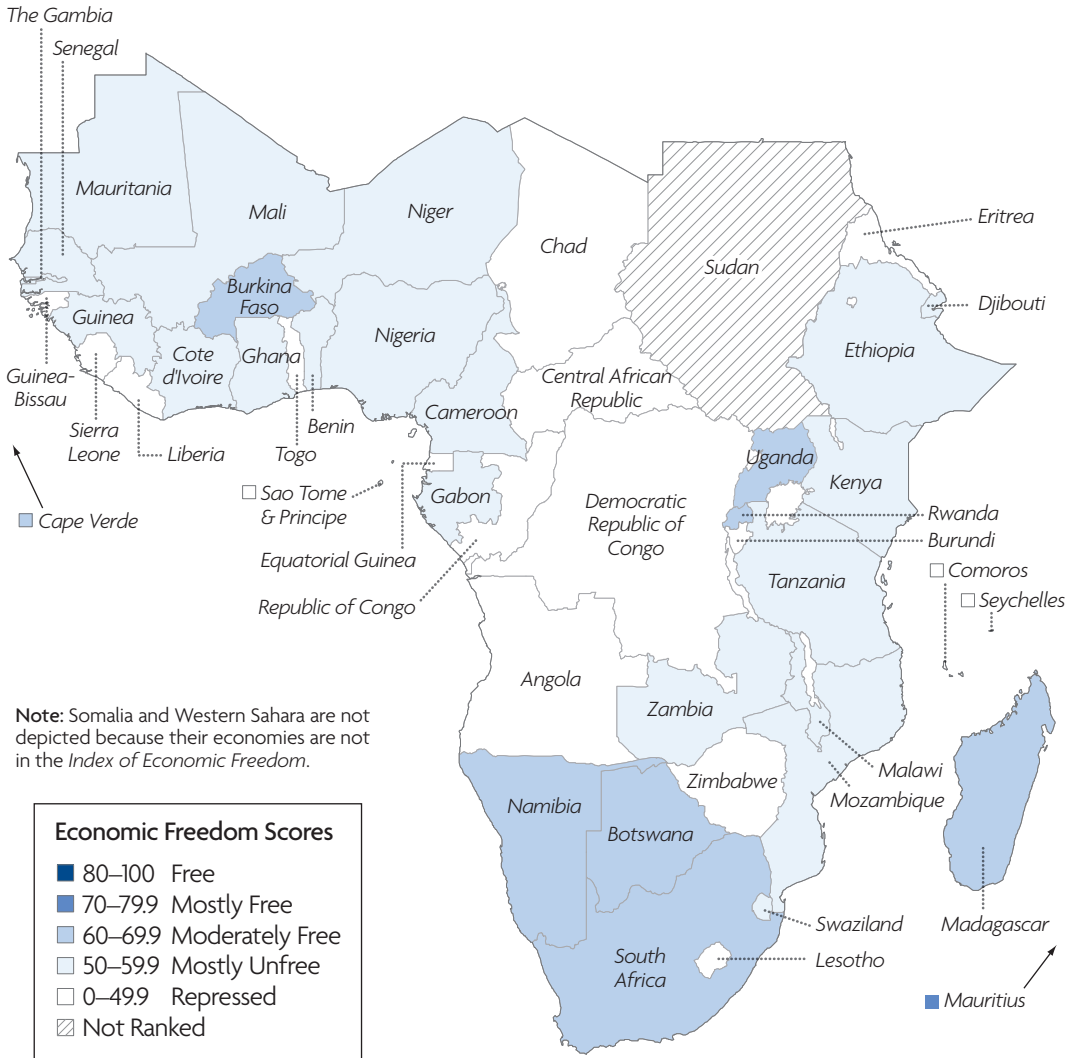 The Gambia
Senegal
Mauritania
Mali
Niger
Chad
Sudan
Eritrea
Djibouti
Burkina
Faso
Guinea
Nigeria
Ethiopia
Cote
d'Ivoire
Ghana
Guinea-
Bissau
Central African
Republic
Cameroon
Benin
Sierra
Leone
Liberia
Togo
Uganda
Kenya
Gabon
Sao Tome
& Principe
Cape Verde
Democratic
Republic of
Congo
Rwanda
Burundi
Equatorial Guinea
Comoros
Tanzania
Seychelles
Republic of Congo
Angola
Zambia
Note: Somalia and Western Sahara are not
depicted because their economies are not
in the Index of Economic Freedom.
Malawi
Zimbabwe
Mozambique
Namibia
Botswana
Economic Freedom Scores
80–100 Free
70–79.9 Mostly Free
60–69.9 Moderately Free
50–59.9 Mostly Unfree
0–49.9 Repressed
Not Ranked
Swaziland
Madagascar
South
Africa
Lesotho
Mauritius